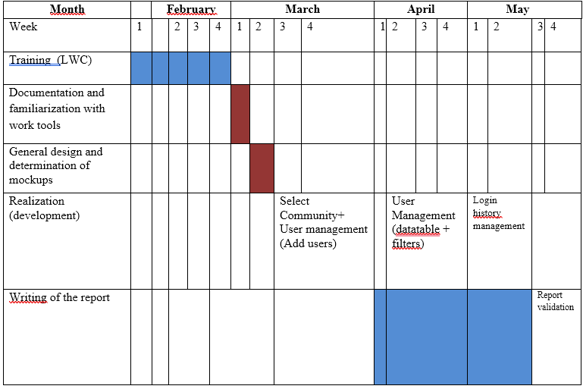 Month February March April May
Week 1 2 3 4 1 2 3 4 1 2 3 4 1 2 3 4
Training (LWC)
Documentation and
familiarization with
work tools
General design and
determination of
mockups
Realization
(development)
Select
Community+
User management
(Add users)
User
Management
(datatable +
filters)
Login
history
management
Writing of the report
Report
validation